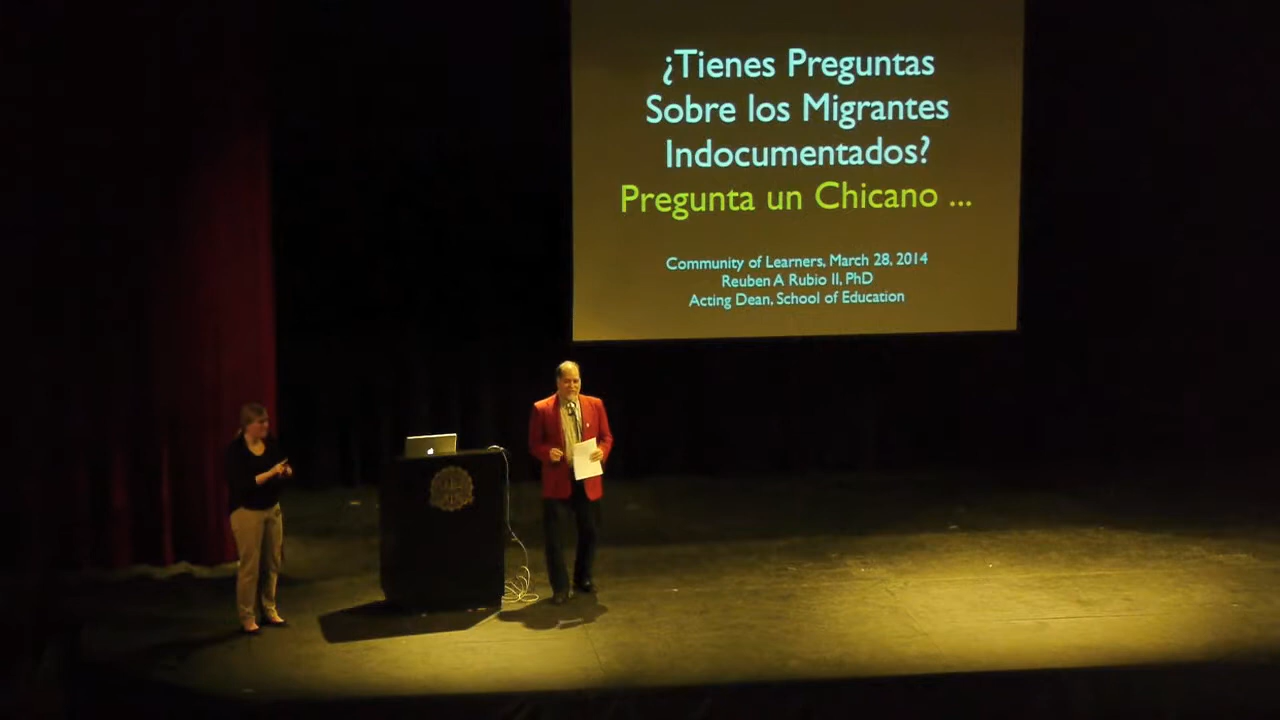 ¿Tienes Preguntas
Sobre los Migrantes
Indocumentados?
Pregunta un Chicano ...
Community of Learners, March 28, 2014
Reuben A Rubio II, PhD
Acting Dean, School of Education